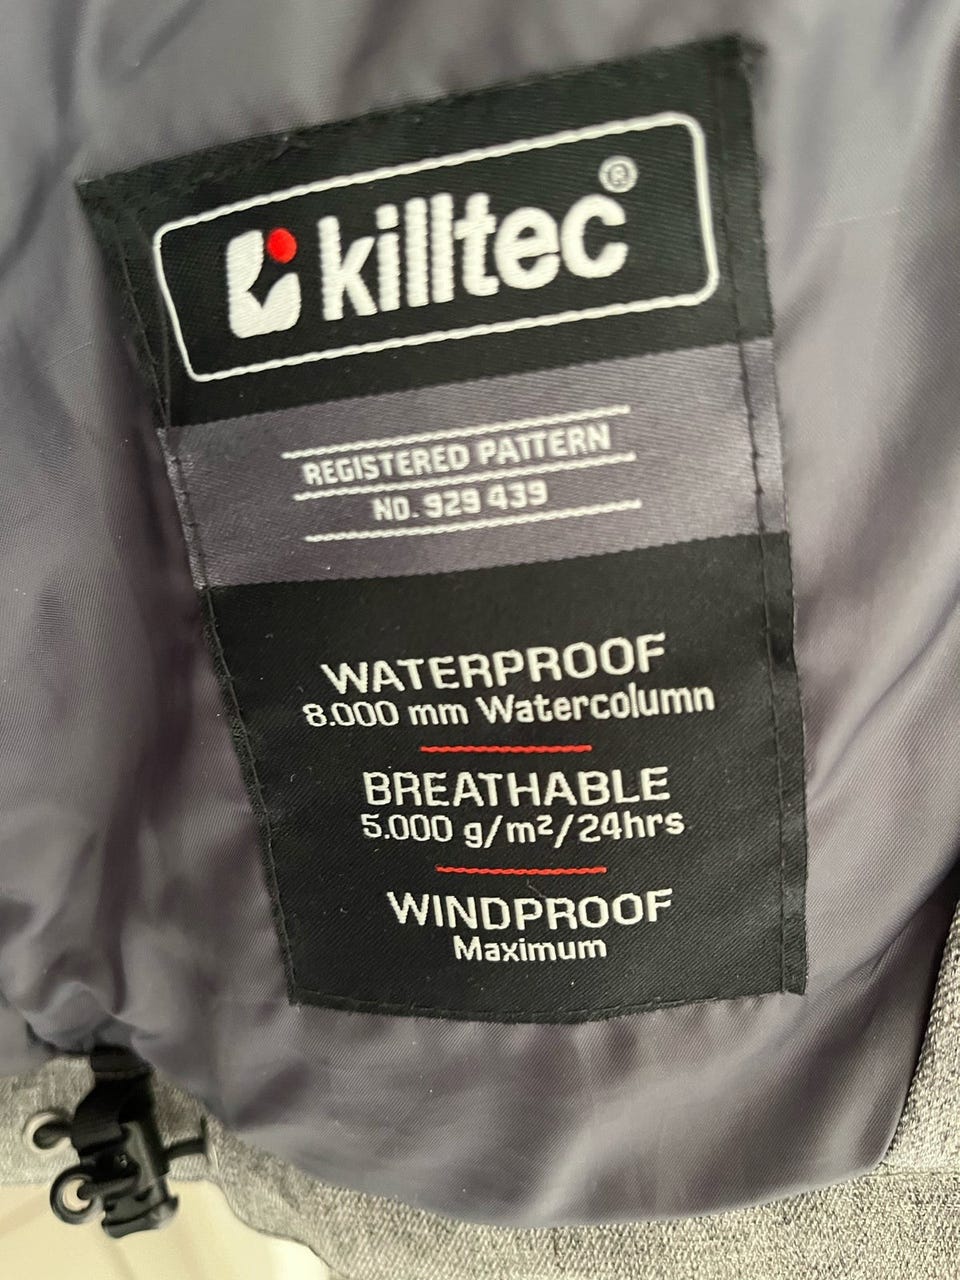 killtec®
REGISTERED PATTERN
NO. 929 439
WATERPROOF
8.000 mm Watercolumn
BREATHABLE
5.000 g/m²/24hrs
WINDPROOF
Maximum